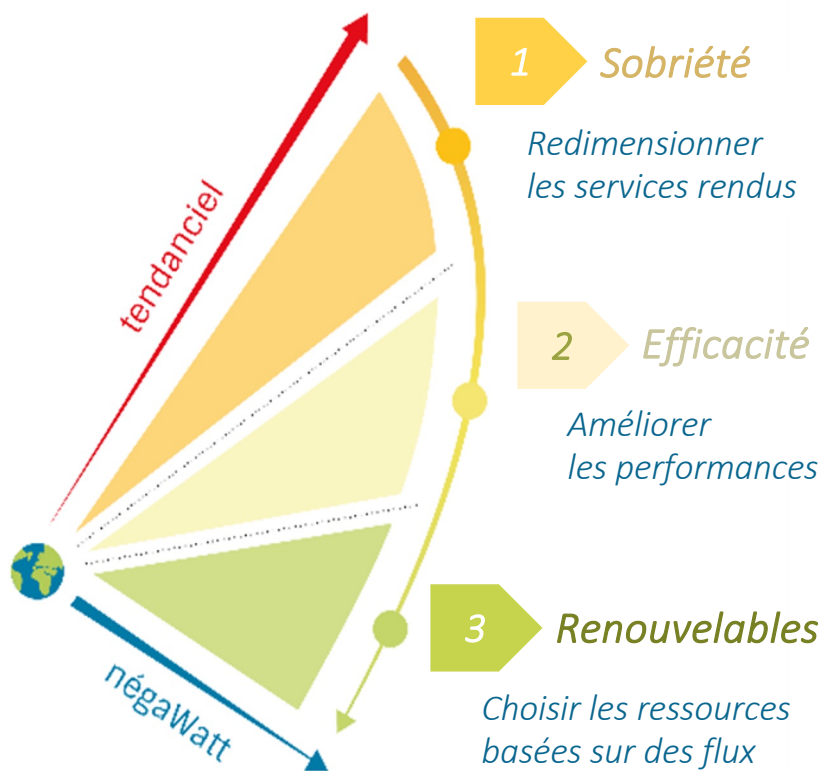 1 Sobriété
Redimensionner
les services rendus
tendanciel
2 Efficacité
Améliorer
les performances
3 Renouvelables
négaWatt
Choisir les ressources
basées sur des flux